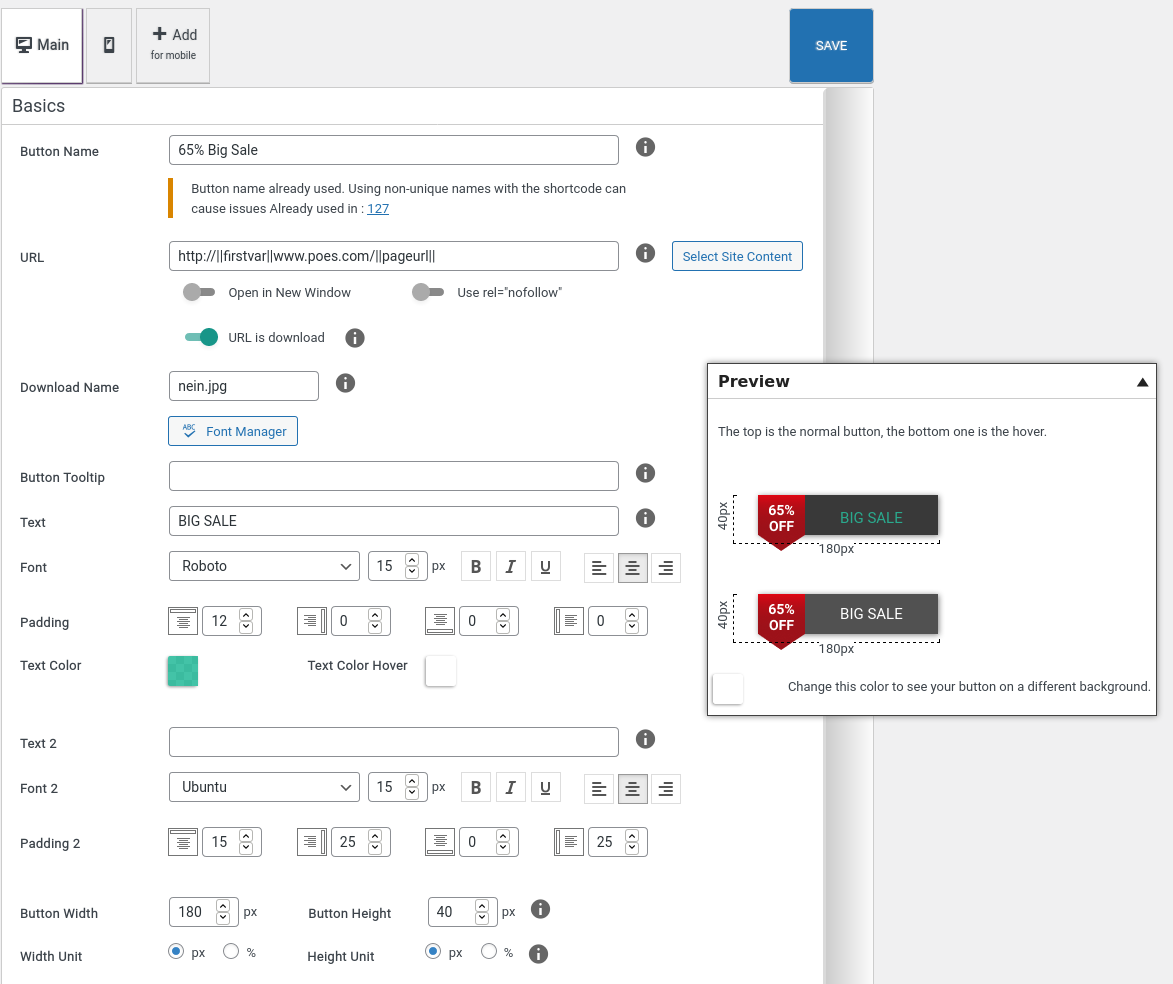 Main
Add
for mobile
SAVE
Basics
Button Name
65% Big Sale
Button name already used. Using non-unique names with the shortcode can
cause issues Already used in : 127
URL
http://||firstvar||www.poes.com/||pageurl||
Select Site Content
Open in New Window
Use rel="nofollow"
URL is download
Download Name
nein.jpg
ABC
Font Manager
Button Tooltip
Text
BIG SALE
Font
Roboto
15
px
B
I
U
Padding
12
0
0
0
Text Color
Text Color Hover
Text 2
Font 2
Ubuntu
15
px
B
I
U
Padding 2
15
25
0
25
Button Width
180
px
Button Height
40
px
Width Unit
px
%
Height Unit
px
%
Preview
The top is the normal button, the bottom one is the hover.
40px
65%
OFF
BIG SALE
180px
40px
65%
OFF
BIG SALE
180px
Change this color to see your button on a different background.